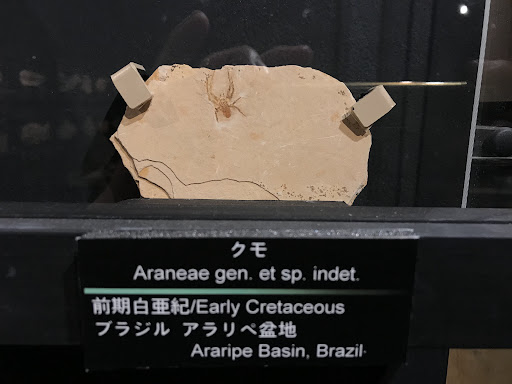 クモ
Araneae gen. et sp. indet.
前期白亜紀/Early Cretaceous
ブラジル アラリペ盆地
Araripe Basin, Brazil